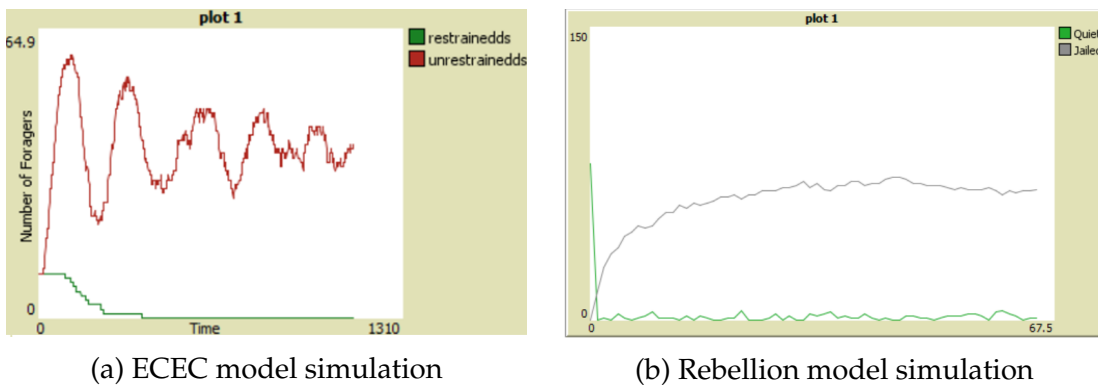 plot 1
64.9
Number of Foragers
0
0
Time
1310
restrainedds
unrestrainedds
(a) ECEC model simulation
plot 1
150
0
0
67.5
Quiet
Jailed
(b) Rebellion model simulation